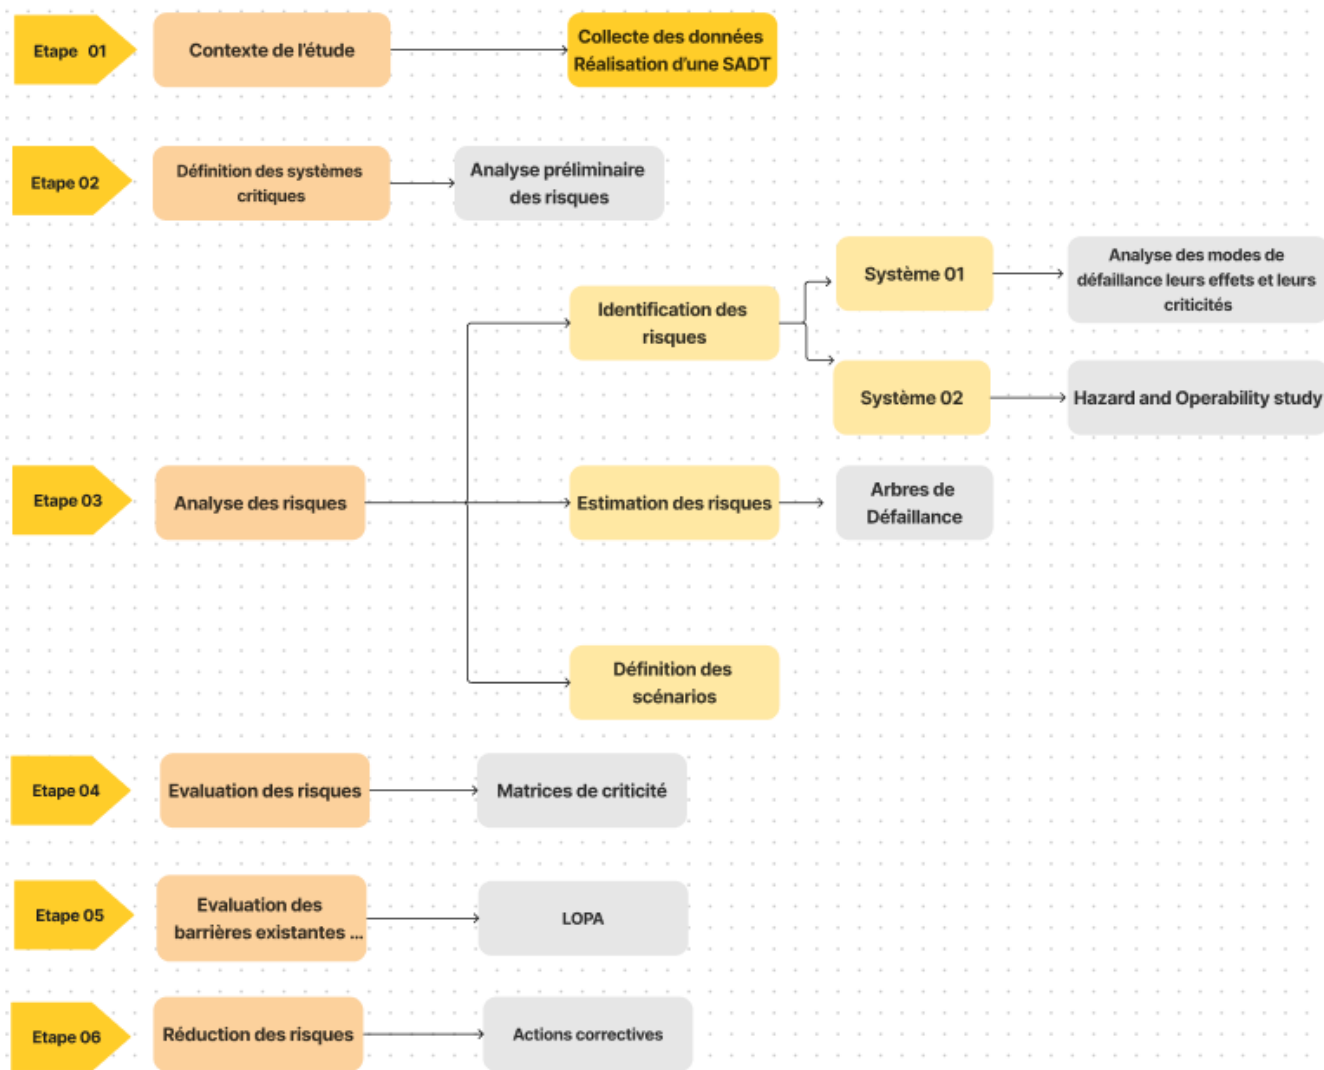 Etape 01
Contexte de l'étude
Collecte des données
Réalisation d'une SADT
Etape 02
Définition des systèmes
critiques
Analyse préliminaire
des risques
Système 01
Analyse des modes de
défaillance leurs effets et leurs
criticités
Identification des
risques
Système 02
Hazard and Operability study
Etape 03
Analyse des risques
Estimation des risques
Arbres de
Défaillance
Définition des
scénarios
Etape 04
Evaluation des risques
Matrices de criticité
Etape 05
Evaluation des
barrières existantes ...
LOPA
Etape 06
Réduction des risques
Actions correctives